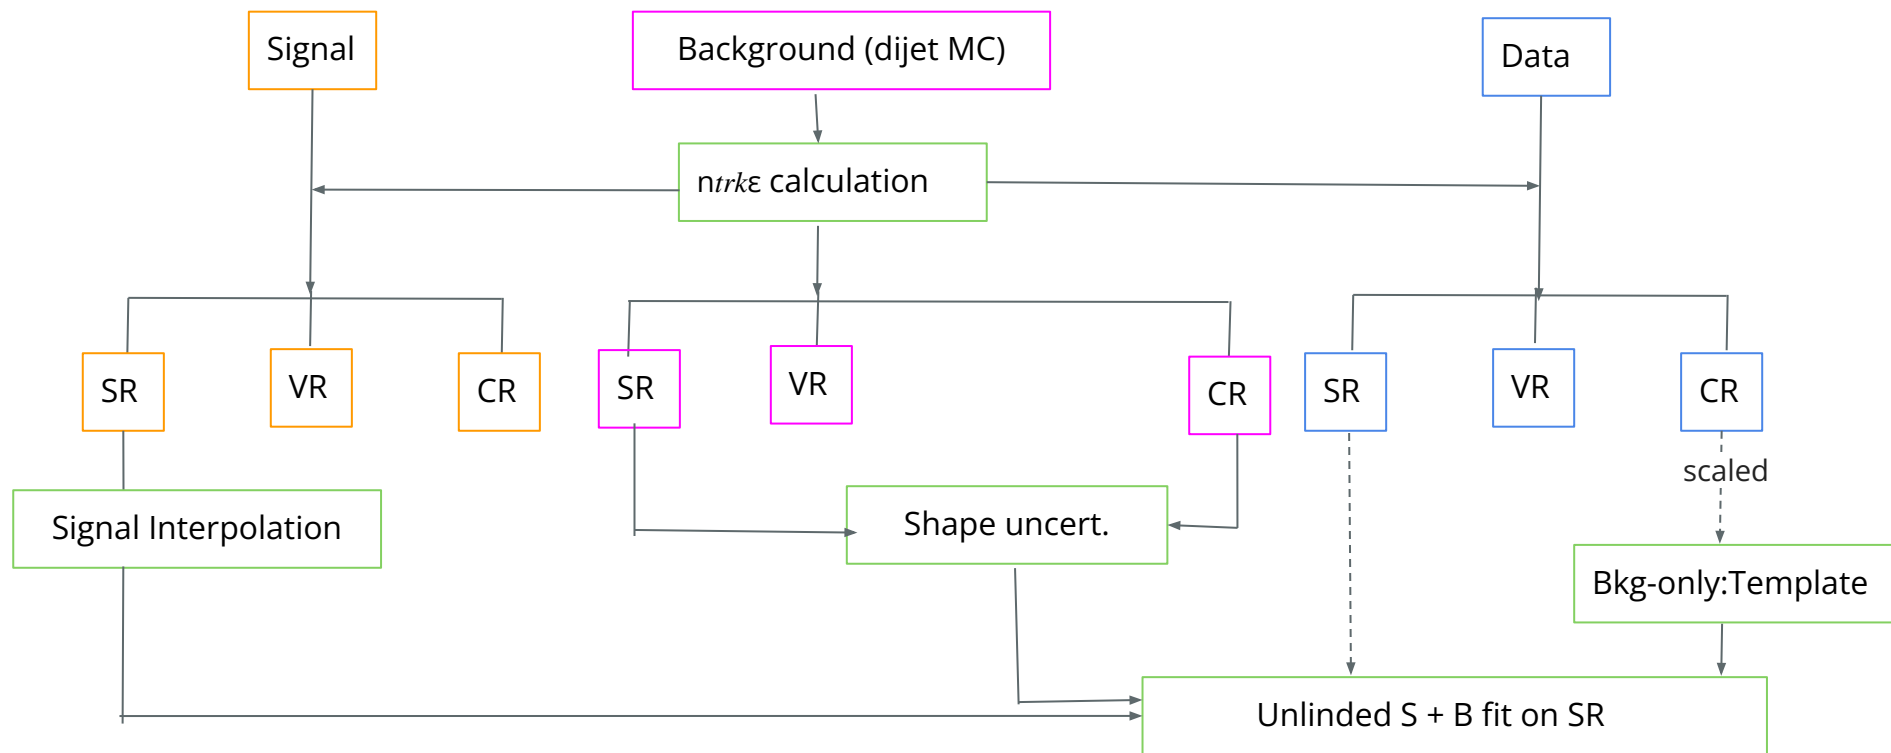 Signal
Background (dijet MC)
Data
ntrkε calculation
SR
VR
CR
SR
VR
CR
SR
VR
CR
scaled
Signal Interpolation
Shape uncert.
Bkg-only:Template
Unlinded S + B fit on SR